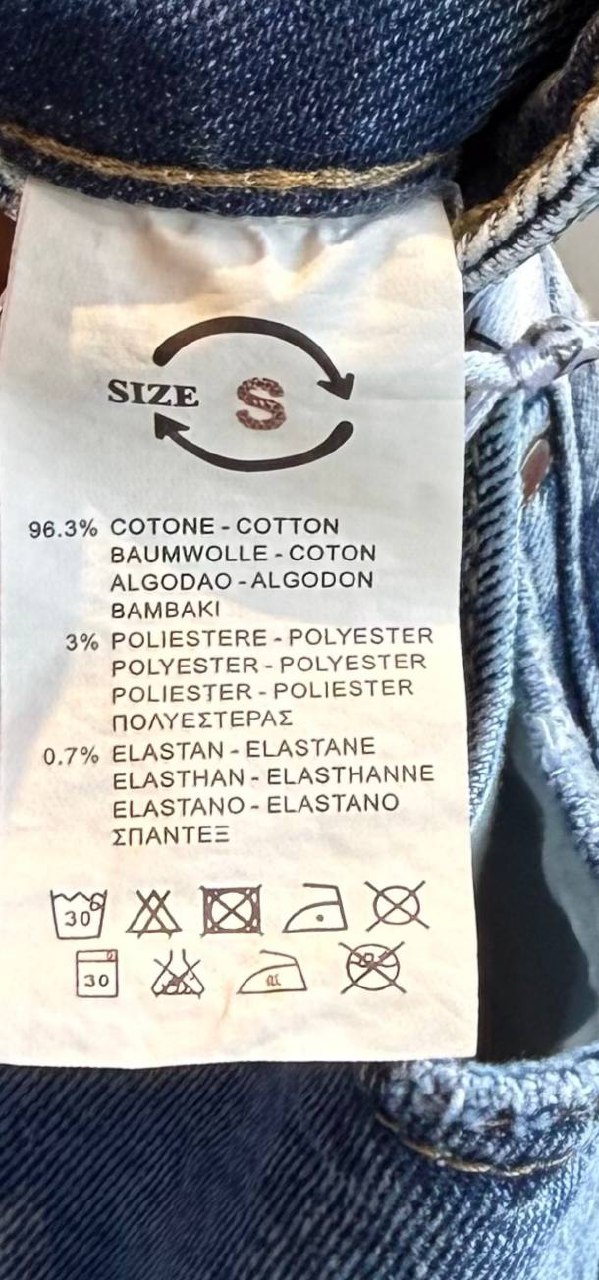 SIZE S
96.3% COTONE - COTTON
BAUMWOLLE - COTON
ALGODAO - ALGODON
BAMBAKI
3% POLIESTERE - POLYESTER
POLYESTER - POLYESTER
POLIESTER - POLIESTER
ΠΟΛΥΕΣΤΕΡΑΣ
0.7% ELASTAN - ELASTANE
ELASTHAN - ELASTHANNE
ELASTANO - ELASTANO
ΣΠΑΝΤΕΞ
30
30